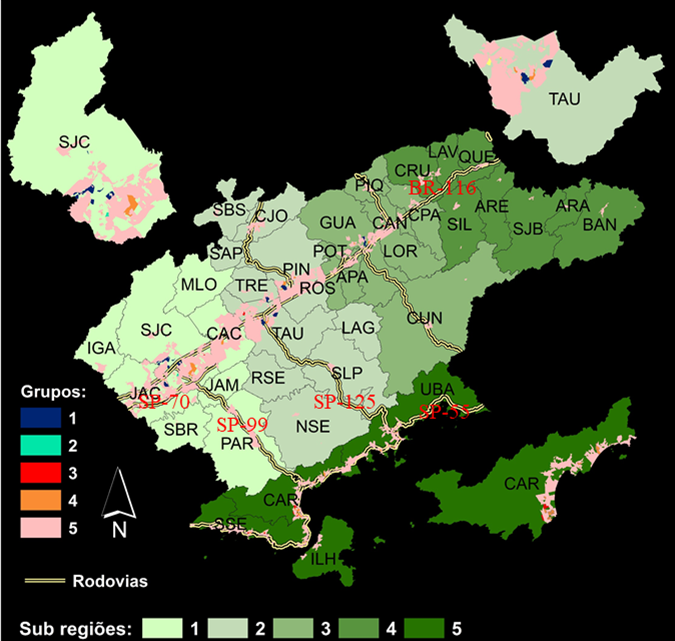 TAU
SJC
LAV
QUE
CRU
PIQ
BR-116
ARE
ARA
SBS
CJO
GUA
CAN
CPA
SIL
SJB
BAN
SAP
POT
LOR
PIN
MLO
TRE
ROS
APA
SJC
CAC
TAU
LAG
CUN
IGA
JAC
JAM
RSE
SLP
UBA
SP-70
SP-125
SP-55
SBR
SP-99
NSE
PAR
CAR
CAR
SSE
ILH
Grupos:
1
2
3
4
5
N
Rodovias
Sub regiões: 1 2 3 4 5